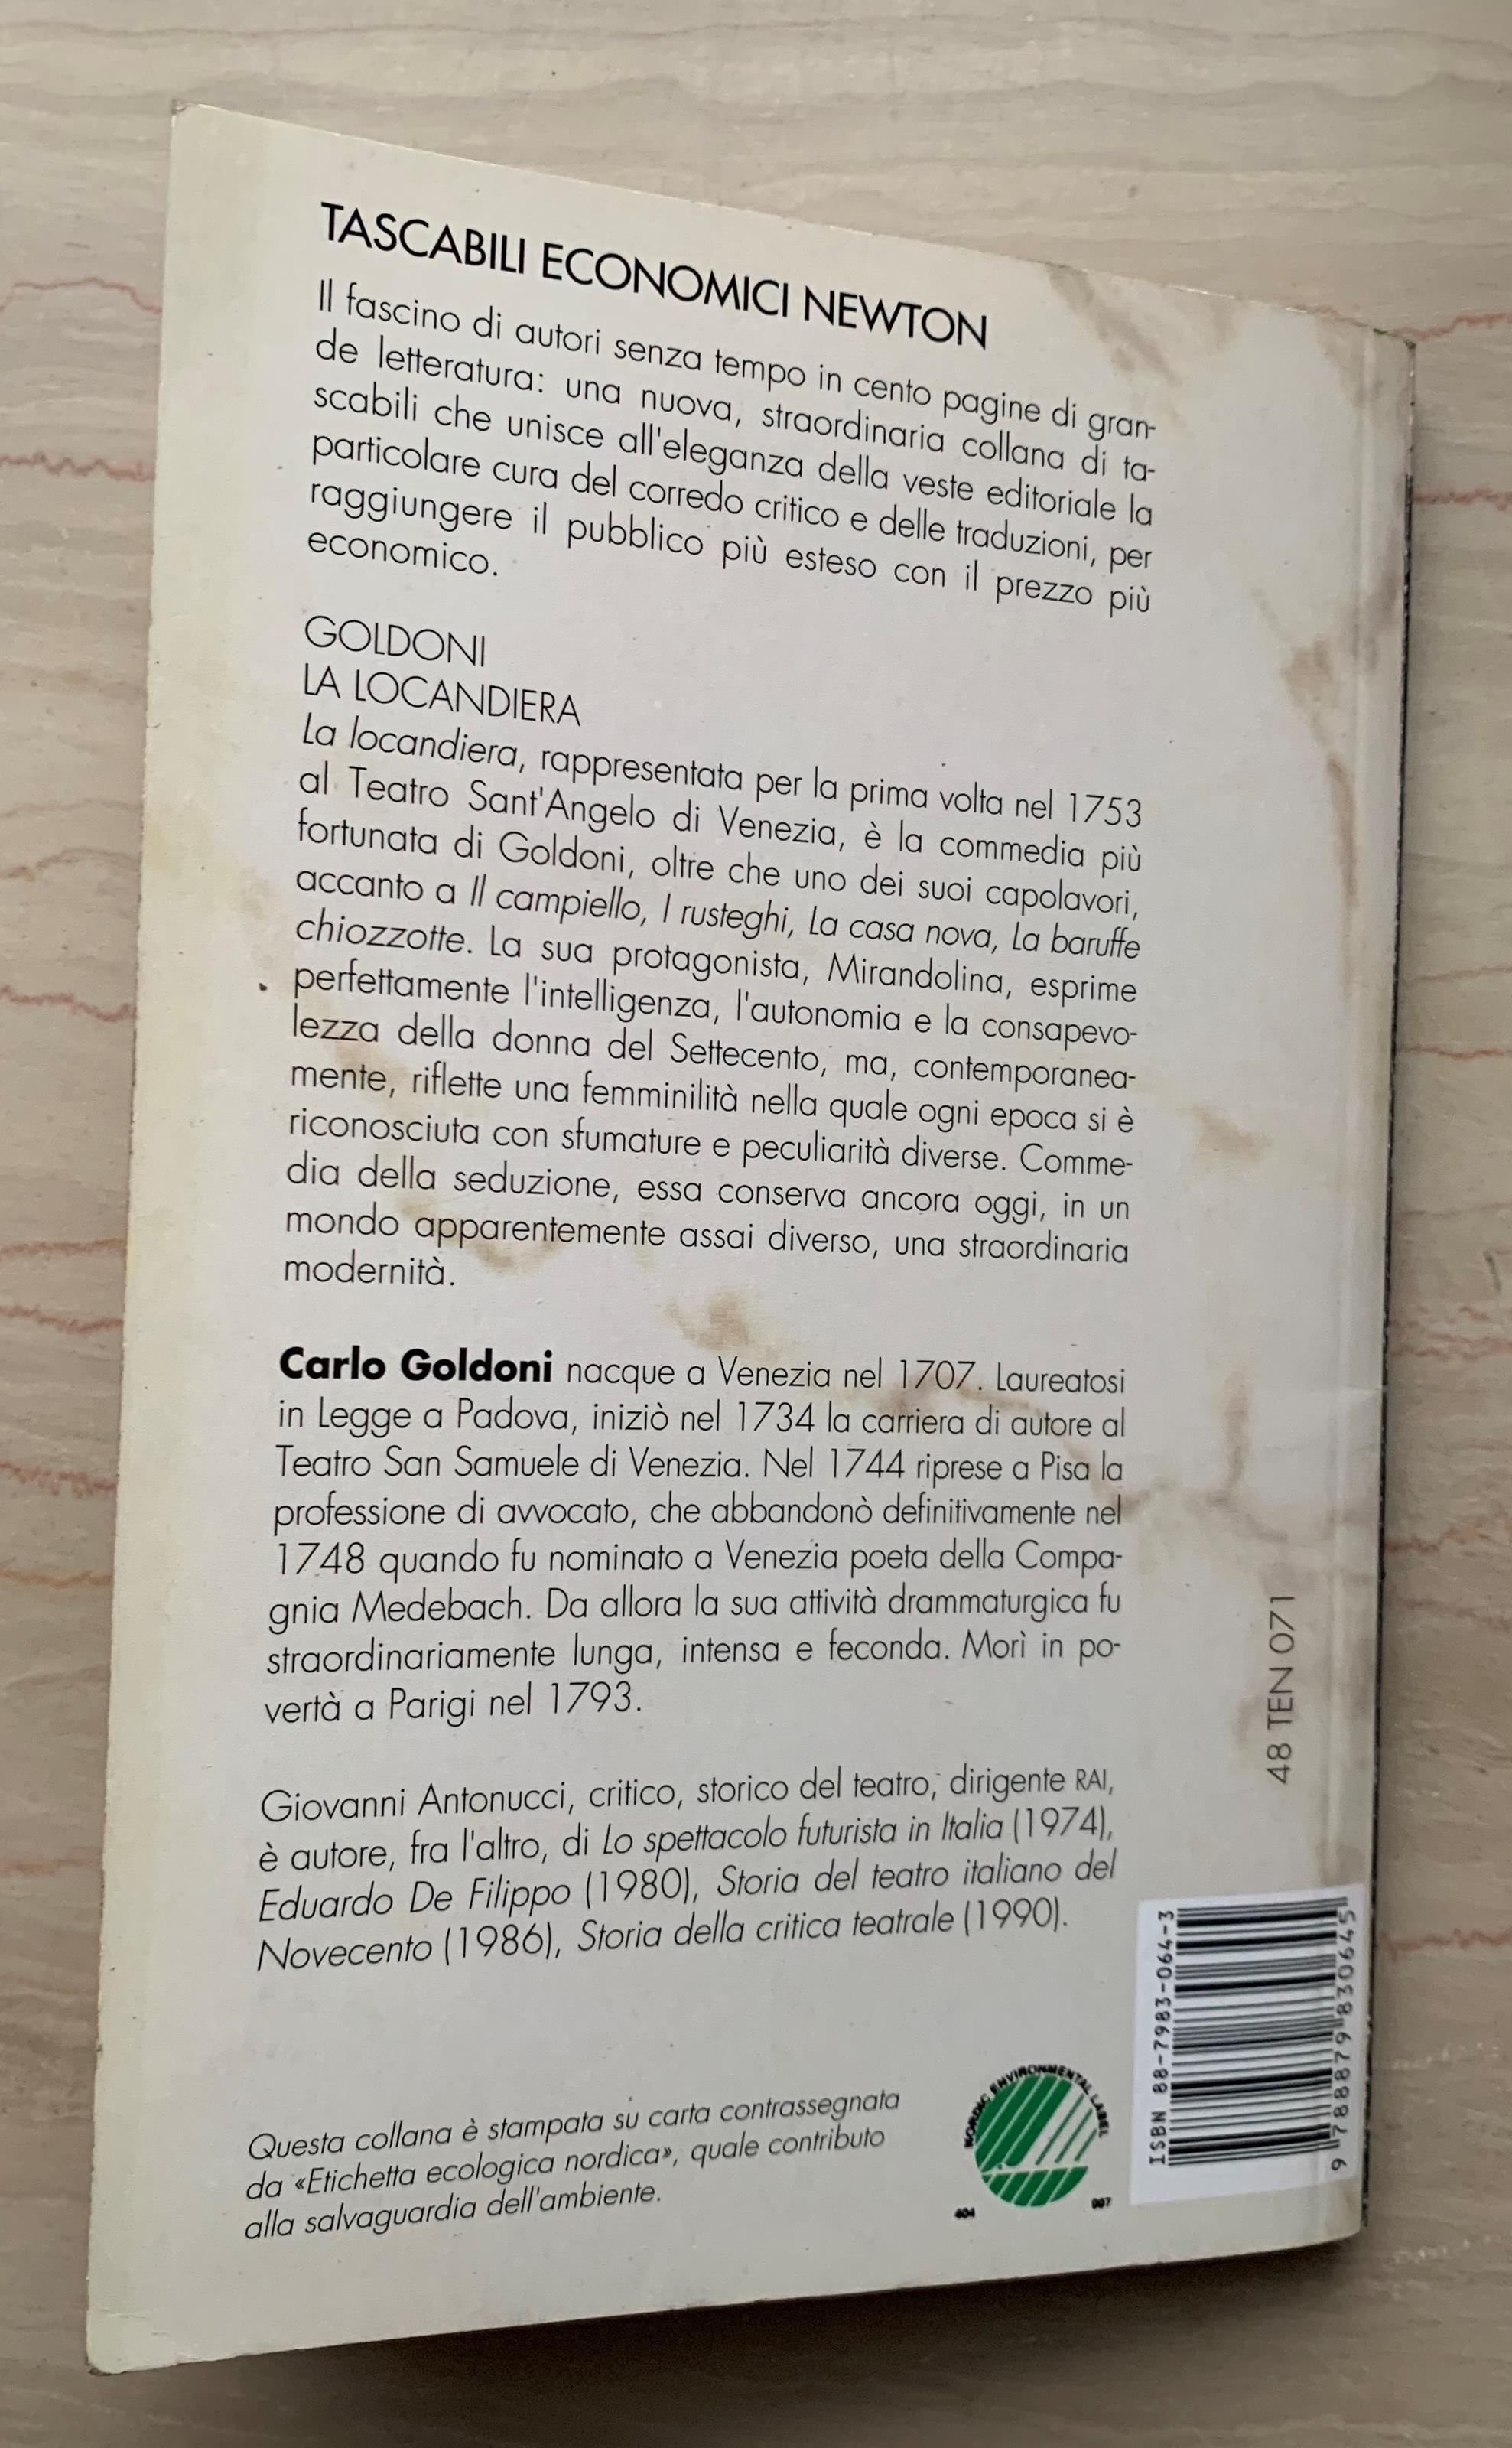 TASCABILI ECONOMICI NEWTON
Il fascino di autori senza tempo in cento pagine di gran-
de letteratura: una nuova, straordinaria collana di ta-
scabili che unisce all'eleganza della veste editoriale la
particolare cura del corredo critico e delle traduzioni, per
raggiungere il pubblico più esteso con il prezzo più
economico.
GOLDONI
LA LOCANDIERA
La locandiera, rappresentata per la prima volta nel 1753
al Teatro Sant'Angelo di Venezia, è la commedia più
fortunata di Goldoni, oltre che uno dei suoi capolavori,
accanto a Il campiello, I rusteghi, La casa nova, La baruffe
chiozzotte. La sua protagonista, Mirandolina, esprime
perfettamente l'intelligenza, l'autonomia e la consapevo-
lezza della donna del Settecento, ma, contemporanea-
mente, riflette una femminilità nella quale ogni epoca si è
riconosciuta con sfumature e peculiarità diverse. Comme-
dia della seduzione, essa conserva ancora oggi, in un
mondo apparentemente assai diverso, una straordinaria
modernità.
Carlo Goldoni nacque a Venezia nel 1707. Laureatosi
in Legge a Padova, iniziò nel 1734 la carriera di autore al
Teatro San Samuele di Venezia. Nel 1744 riprese a Pisa la
professione di avvocato, che abbandonò definitivamente nel
1748 quando fu nominato a Venezia poeta della Compa-
gnia Medebach. Da allora la sua attività drammaturgica fu
straordinariamente lunga, intensa e feconda. Morì in po-
vertà a Parigi nel 1793.
Giovanni Antonucci, critico, storico del teatro, dirigente RAI,
è autore, fra l'altro, di Lo spettacolo futurista in Italia (1974),
Eduardo De Filippo (1980), Storia del teatro italiano del
Novecento (1986), Storia della critica teatrale (1990).
Questa collana è stampata su carta contrassegnata
da «Etichetta ecologica nordica», quale contributo
alla salvaguardia dell'ambiente.
NORDIC ENVIRONMENTAL LABEL
404 007
48 TEN 071
ISBN 88-7983-064-3
9 788879 830645